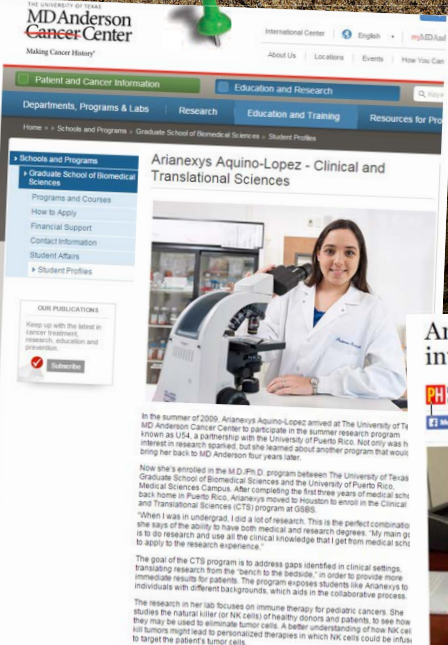 THE UNIVERSITY OF TEXAS
MD Anderson
Cancer Center
Making Cancer History®
International Center
English
myMDAnd
About Us
Locations
Events
How You Can
Patient and Cancer Information
Education and Research
Departments, Programs & Labs
Research
Education and Training
Resources for Pro
Home » » Schools and Programs » Graduate School of Biomedical Sciences » Student Profiles
Schools and Programs
Graduate School of Biomedical
Sciences
Programs and Courses
How to Apply
Financial Support
Contact Information
Student Affairs
Student Profiles
OUR PUBLICATIONS
Keep up with the latest in
cancer treatment,
research, education and
prevention.
Subscribe
Arianexys Aquino-Lopez - Clinical and
Translational Sciences
In the summer of 2009, Arianexys Aquino-Lopez arrived at The University of Te
MD Anderson Cancer Center to participate in the summer research program
known as U54, a partnership with the University of Puerto Rico. Not only was h
interest in research sparked, but she learned about another program that would
bring her back to MD Anderson four years later.
Now she's enrolled in the M.D./Ph.D. program between The University of Texas
Graduate School of Biomedical Sciences and the University of Puerto Rico,
Medical Sciences Campus. After completing the first three years of medical scho
back home in Puerto Rico, Arianexys moved to Houston to enroll in the Clinical
and Translational Sciences (CTS) program at GSBS.
"When I was in undergrad, I did a lot of research. This is the perfect combinatio
she says of the ability to have both medical and research degrees. "My main go
is to do research and use all the clinical knowledge that I get from medical scho
to apply to the research experience."
The goal of the CTS program is to address gaps identified in clinical settings,
translating research from the "bench to the bedside," in order to provide more
immediate results for patients. The program exposes students like Arianexys to
individuals with different backgrounds, which aids in the collaborative process.
The research in her lab focuses on immune therapy for pediatric cancers. She
studies the natural killer (or NK cells) of healthy donors and patients, to see how
they may be used to eliminate tumor cells. A better understanding of how NK cel
kill tumors might lead to personalized therapies in which NK cells could be infus
to target the patient's tumor cells.
Ar
in
PH